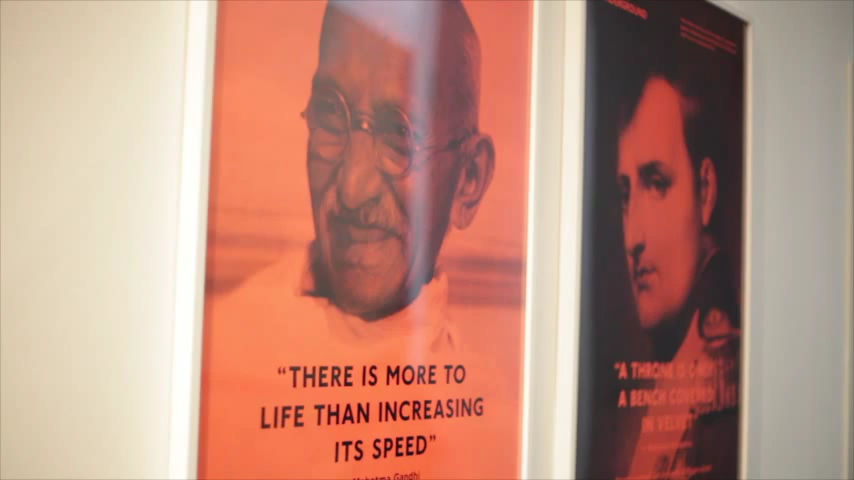 “THERE IS MORE TO
LIFE THAN INCREASING
ITS SPEED”
Mahatma Gandhi
“A THRONE IS ONLY
A BENCH COVERED
IN VELVET”